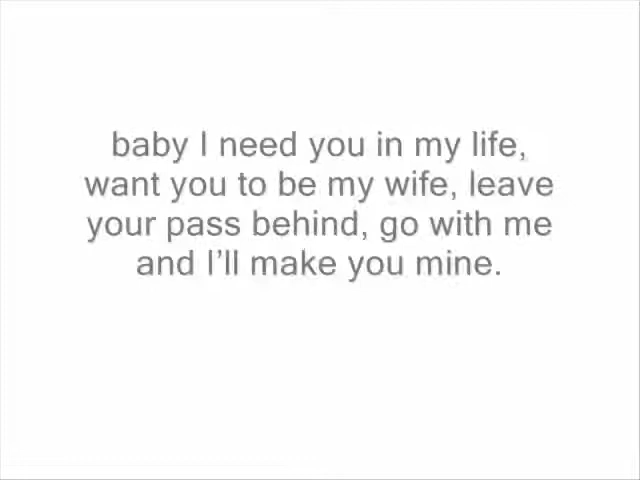 baby I need you in my life,
want you to be my wife, leave
your pass behind, go with me
and I’ll make you mine.